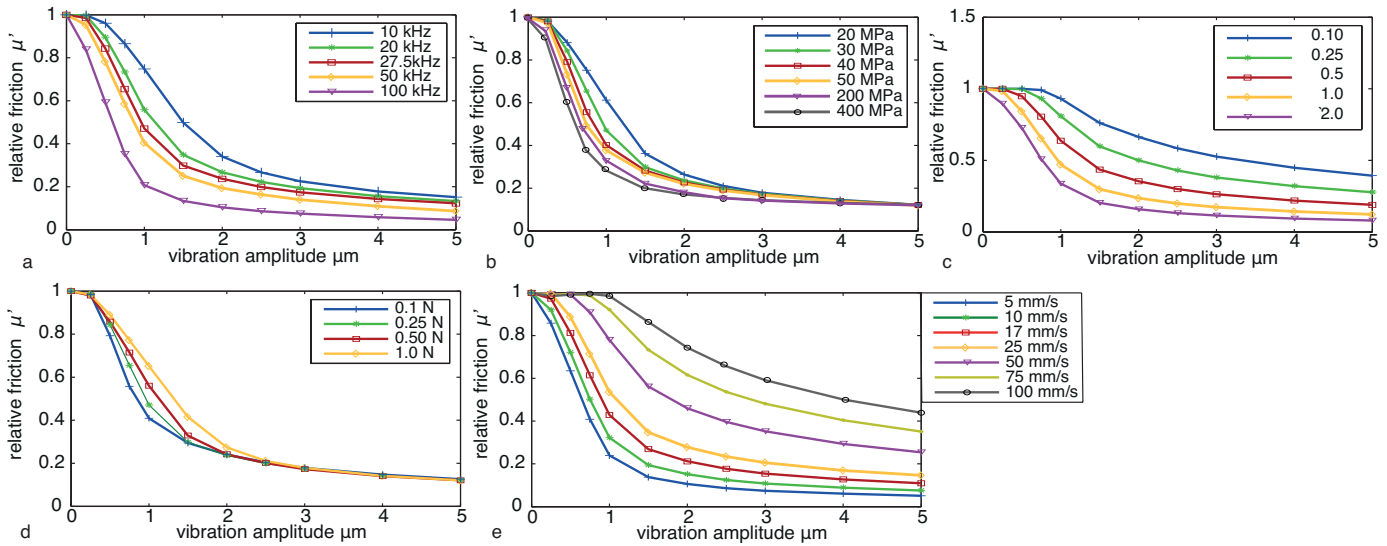 1
0.8
0.6
0.4
0.2
0
relative friction μ'
10 kHz
20 kHz
27.5kHz
50 kHz
100 kHz
0 1 2 3 4 5
vibration amplitude μm
a
1
0.8
0.6
0.4
0.2
0
relative friction μ'
20 MPa
30 MPa
40 MPa
50 MPa
200 MPa
400 MPa
0 1 2 3 4 5
vibration amplitude μm
b
1.5
1
0.5
0
relative friction μ'
0.10
0.25
0.5
1.0
`2.0
0 1 2 3 4 5
vibration amplitude μm
c
1
0.8
0.6
0.4
0.2
0
relative friction μ'
0.1 N
0.25 N
0.50 N
1.0 N
0 1 2 3 4 5
vibration amplitude μm
d
1
0.8
0.6
0.4
0.2
0
relative friction μ'
5 mm/s
10 mm/s
17 mm/s
25 mm/s
50 mm/s
75 mm/s
100 mm/s
0 1 2 3 4 5
vibration amplitude μm
e